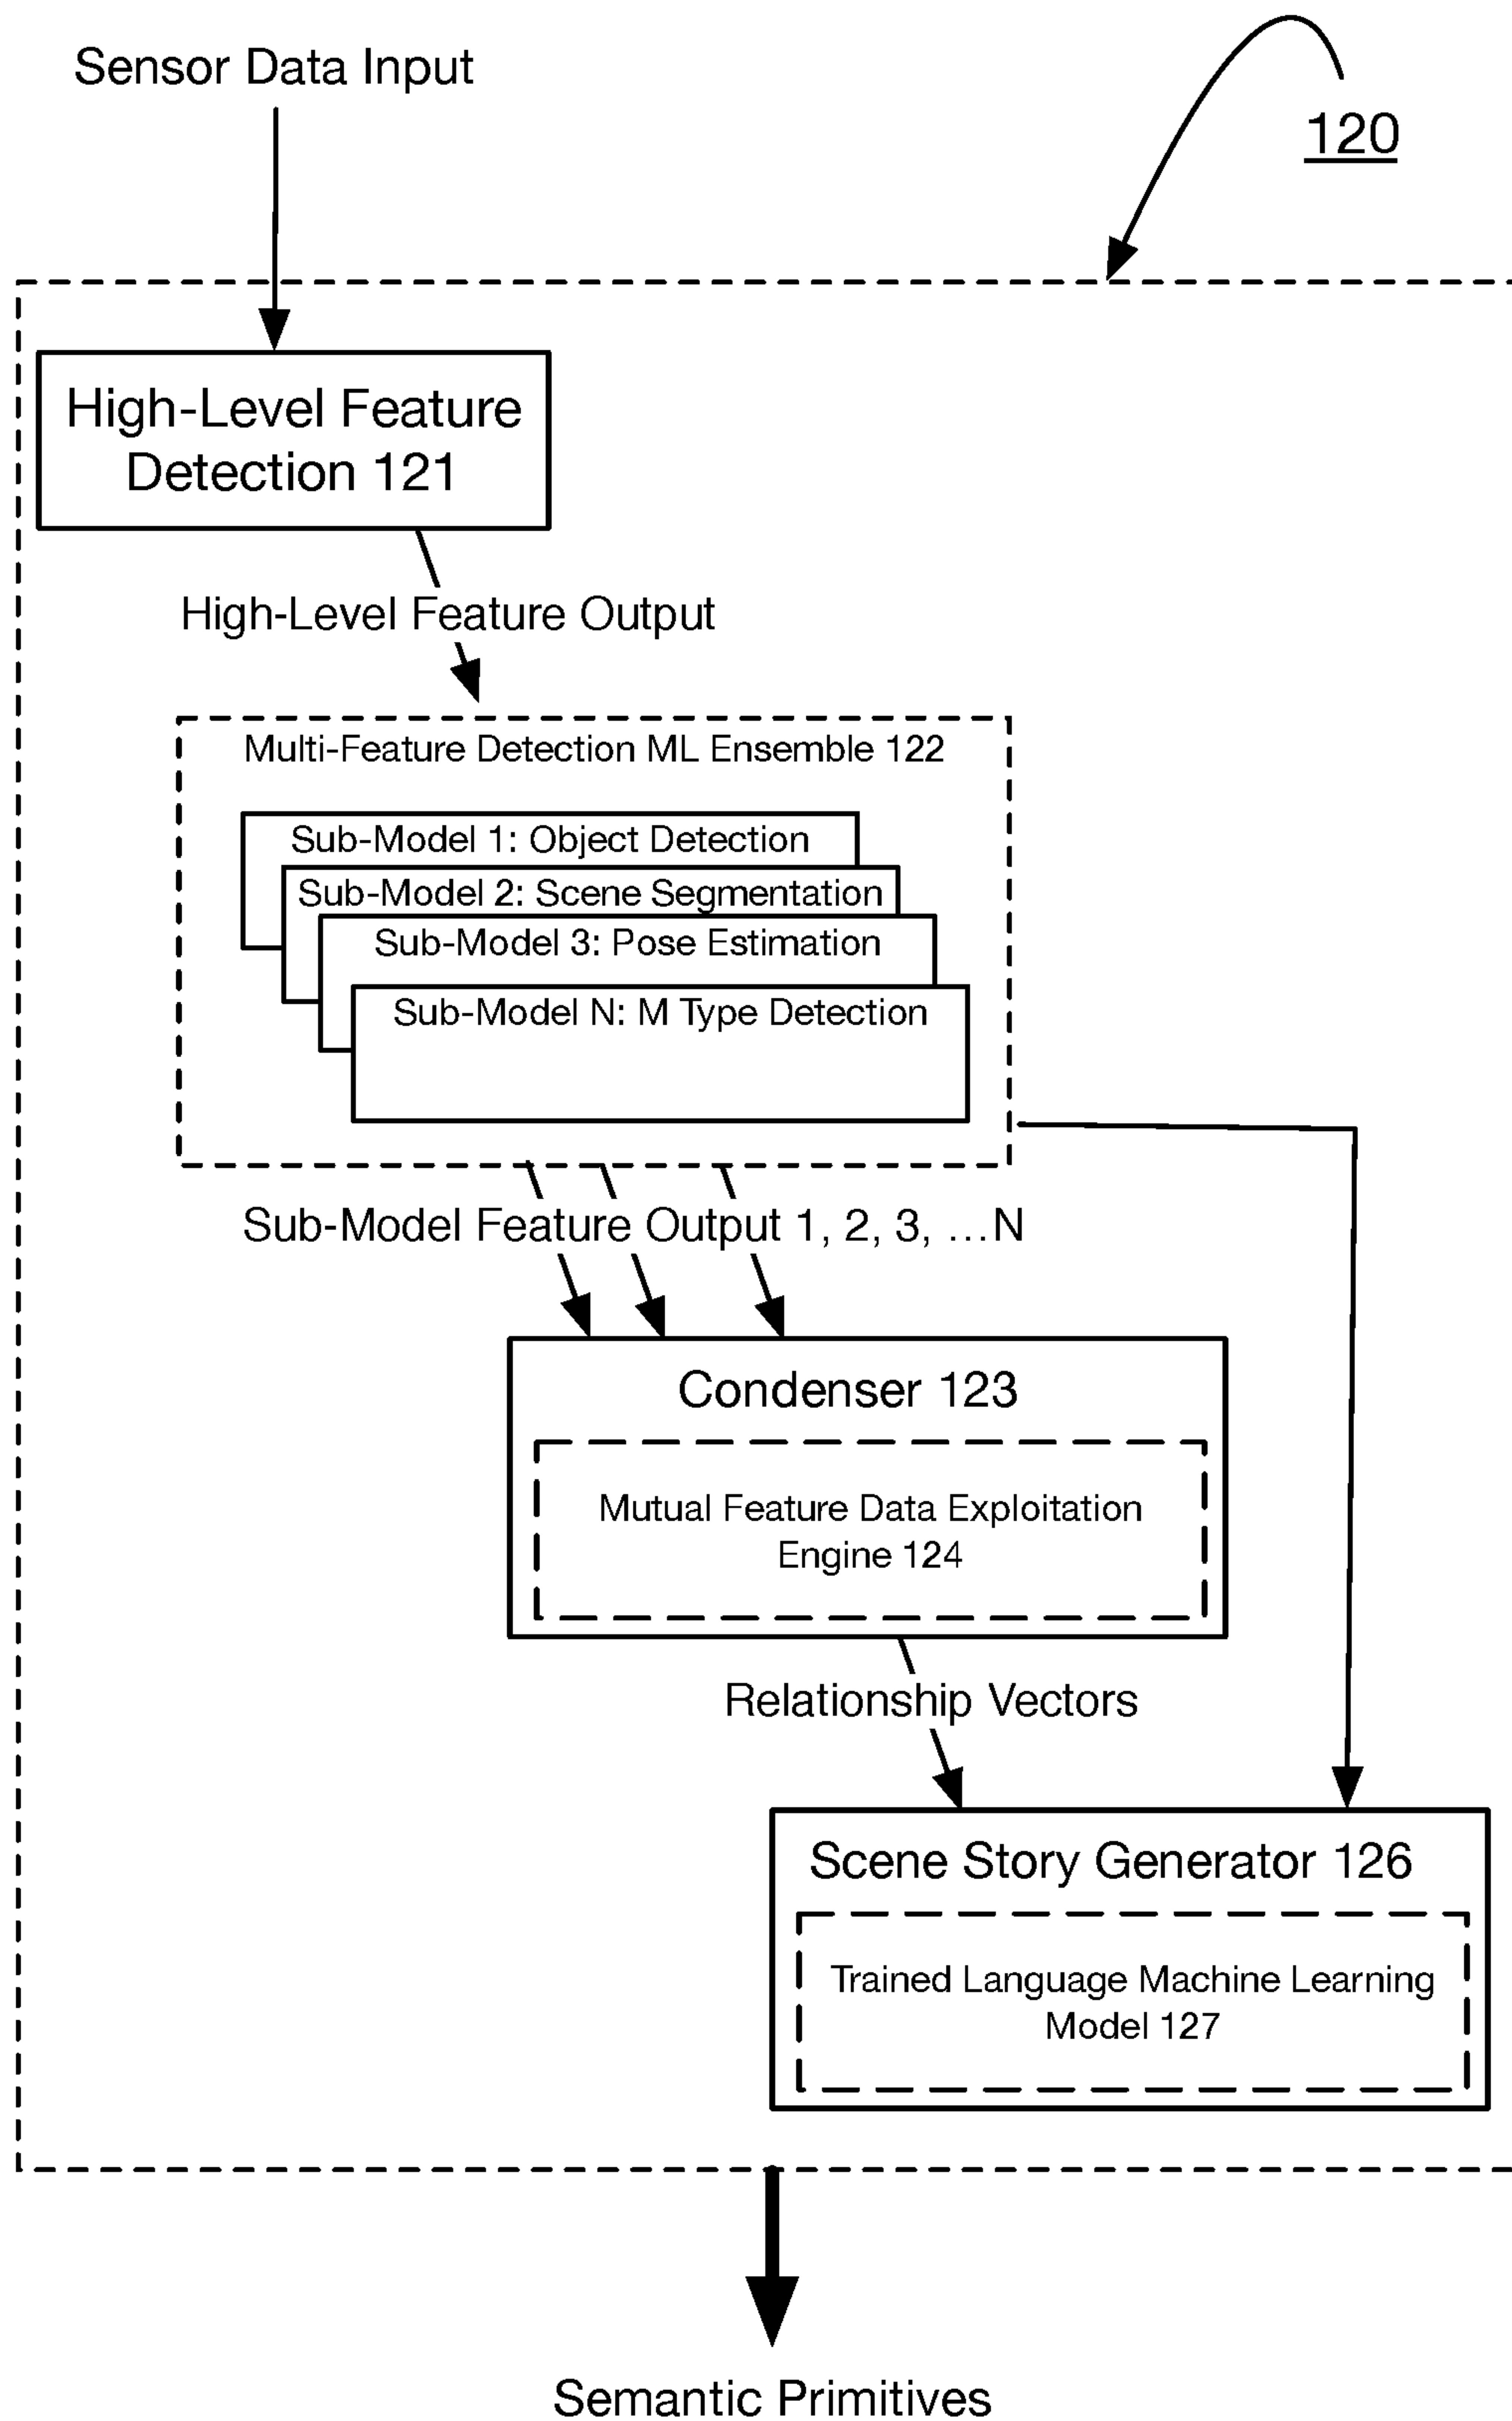 Sensor Data Input
120
High-Level Feature
Detection 121
High-Level Feature Output
Multi-Feature Detection ML Ensemble 122
Sub-Model 1: Object Detection
Sub-Model 2: Scene Segmentation
Sub-Model 3: Pose Estimation
Sub-Model N: M Type Detection
Sub-Model Feature Output 1, 2, 3, …N
Condenser 123
Mutual Feature Data Exploitation
Engine 124
Relationship Vectors
Scene Story Generator 126
Trained Language Machine Learning
Model 127
Semantic Primitives